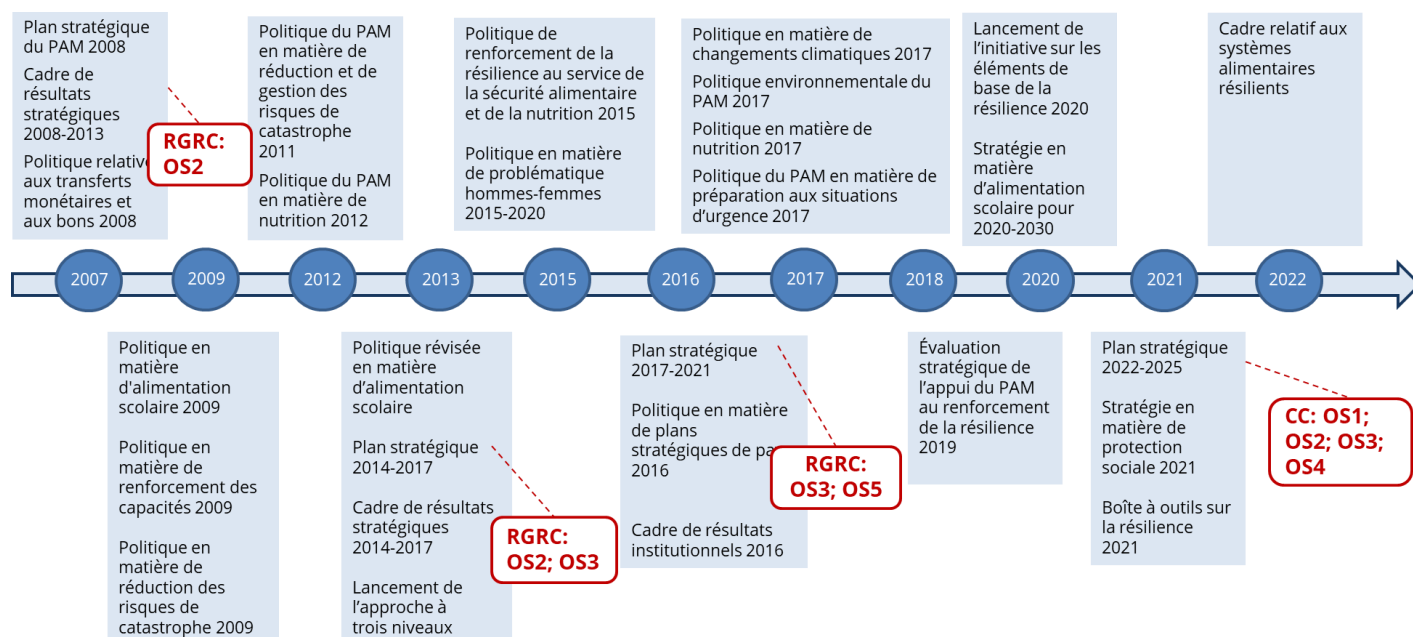 Plan stratégique
du PAM 2008
Cadre de
résultats
stratégiques
2008-2013
Politique relative
aux transferts
monétaires et
aux bons 2008
RGRC:
OS2
Politique du PAM
en matière de
réduction et de
gestion des
risques de
catastrophe
2011
Politique du PAM
en matière de
nutrition 2012
Politique de
renforcement de la
résilience au service de
la sécurité alimentaire
et de la nutrition 2015
Politique en matière
de problématique
hommes-femmes
2015-2020
Politique en matière de
changements climatiques 2017
Politique environnementale du
PAM 2017
Politique en matière de
nutrition 2017
Politique du PAM en matière de
préparation aux situations
d’urgence 2017
Lancement de
l’initiative sur les
éléments de
base de la
résilience 2020
Stratégie en
matière
d’alimentation
scolaire pour
2020-2030
Cadre relatif aux
systèmes
alimentaires
résilients
2007
2009
2012
2013
2015
2016
2017
2018
2020
2021
2022
Politique en
matière
d'alimentation
scolaire 2009
Politique en
matière de
renforcement des
capacités 2009
Politique en
matière de
réduction des
risques de
catastrophe 2009
Politique révisée
en matière
d’alimentation
scolaire
Plan stratégique
2014-2017
Cadre de résultats
stratégiques
2014-2017
Lancement de
l’approche à
trois niveaux
RGRC:
OS2; OS3
Plan stratégique
2017-2021
Politique en matière
de plans
stratégiques de pa
2016
Cadre de résultats
institutionnels 2016
RGRC:
OS3; OS5
Évaluation
stratégique de
l’appui du PAM
au renforcement
de la résilience
2019
Plan stratégique
2022-2025
Stratégie en
matière de
protection
sociale 2021
Boîte à outils sur
la résilience
2021
CC: OS1;
OS2; OS3;
OS4